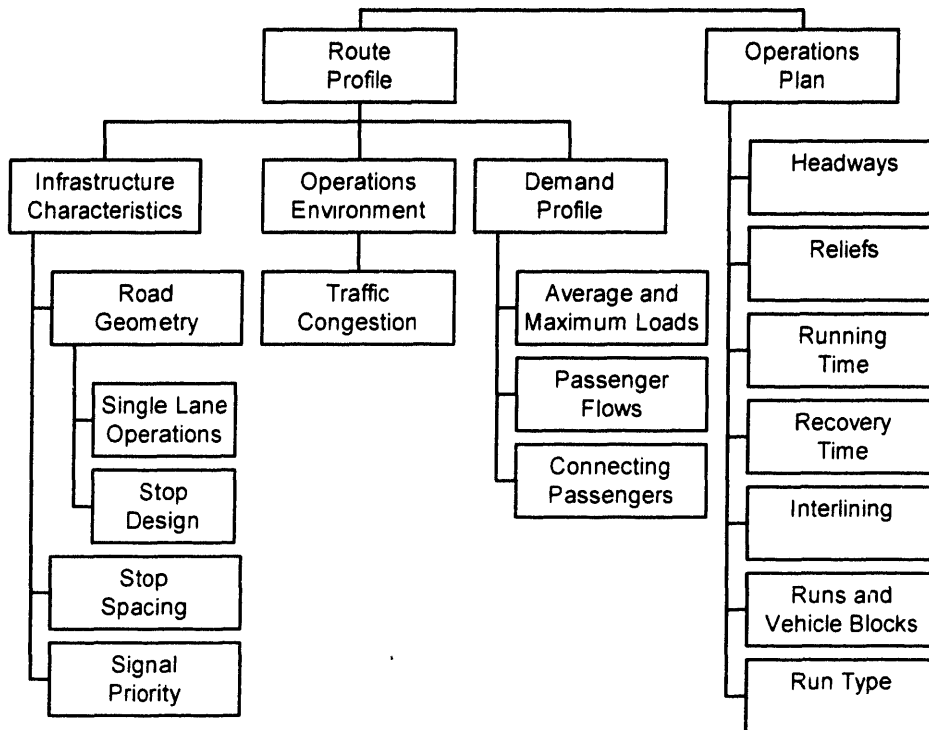 Route
Profile
Operations
Plan
Infrastructure
Characteristics
Operations
Environment
Demand
Profile
Headways
Reliefs
Road
Geometry
Traffic
Congestion
Average and
Maximum Loads
Running
Time
Single Lane
Operations
Passenger
Flows
Recovery
Time
Stop
Design
Connecting
Passengers
Interlining
Stop
Spacing
Runs and
Vehicle Blocks
Signal
Priority
Run Type